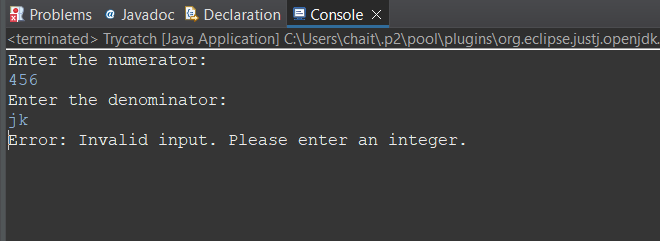 Problems @ Javadoc Declaration Console
<terminated> Trycatch [Java Application] C:\Users\chait\.p2\pool\plugins\org.eclipse.justj.openjdk.
Enter the numerator:
456
Enter the denominator:
jk
Error: Invalid input. Please enter an integer.